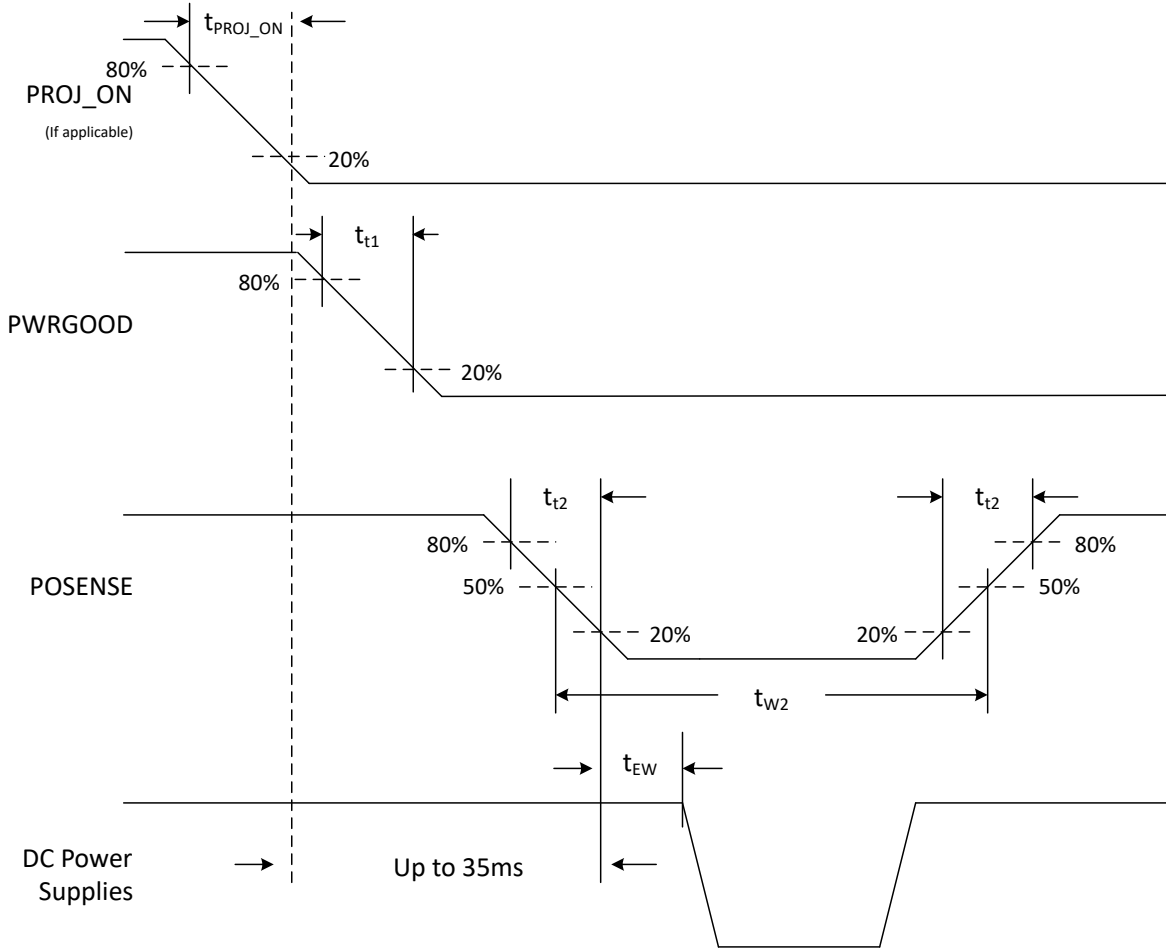 tPROJ_ON
80%
PROJ_ON
(If applicable)
20%
tt1
80%
PWRGOOD
20%
tt2
tt2
80%
80%
POSENSE
50%
50%
20%
20%
tW2
tEW
DC Power
Supplies
Up to 35ms